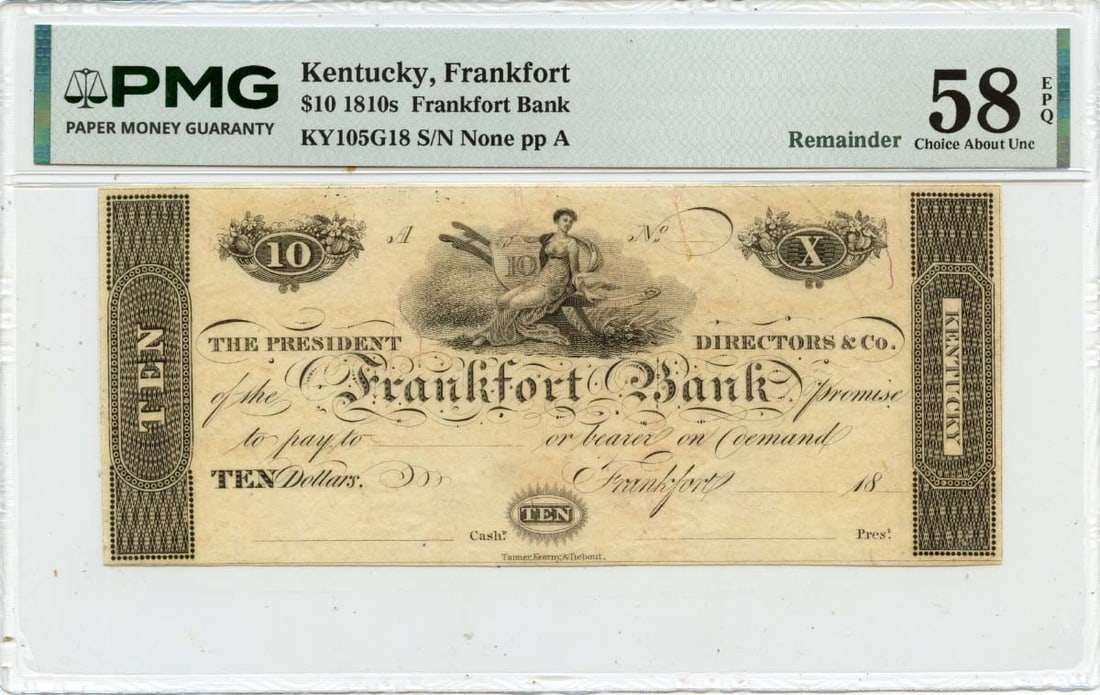 PMG
PAPER MONEY GUARANTY
Kentucky, Frankfort
$10 1810s Frankfort Bank
KY105G18 S/N None pp A
Remainder
58 EPQ
Choice About Unc
TEN
10
A
10
No.
X
KENTUCKY
THE PRESIDENT DIRECTORS & Co.
of the Frankfort Bank promise
to pay to or bearer on Demand
TEN Dollars. Frankfort 18
TEN
Cashr. Prest.
Tanner, Kearny, & Tiebout.